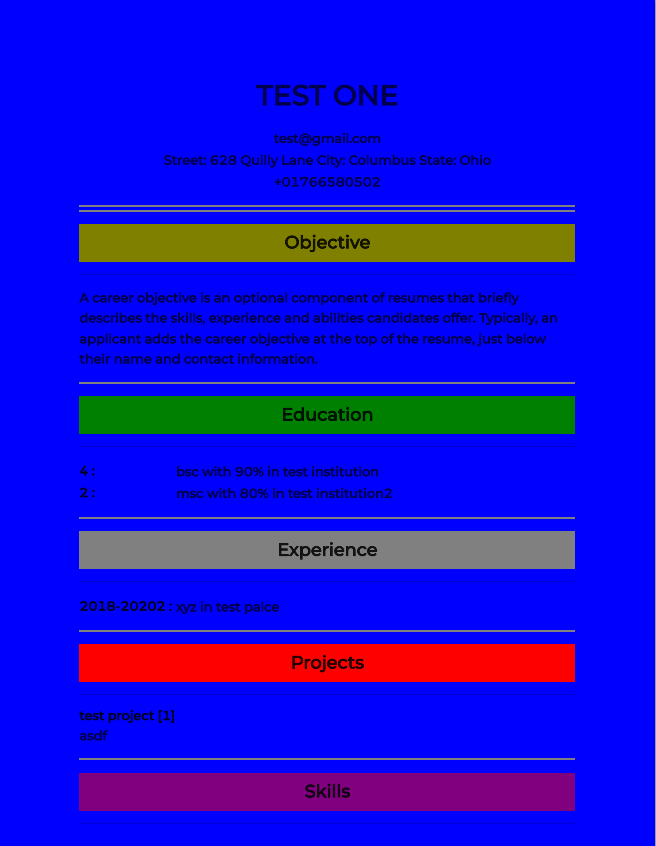 TEST ONE
test@gmail.com
Street: 628 Quilly Lane City: Columbus State: Ohio
+01766580502
Objective
A career objective is an optional component of resumes that briefly
describes the skills, experience and abilities candidates offer. Typically, an
applicant adds the career objective at the top of the resume, just below
their name and contact information.
Education
4 : bsc with 90% in test institution
2 : msc with 80% in test institution2
Experience
2018-20202 : xyz in test palce
Projects
test project [1]
asdf
Skills